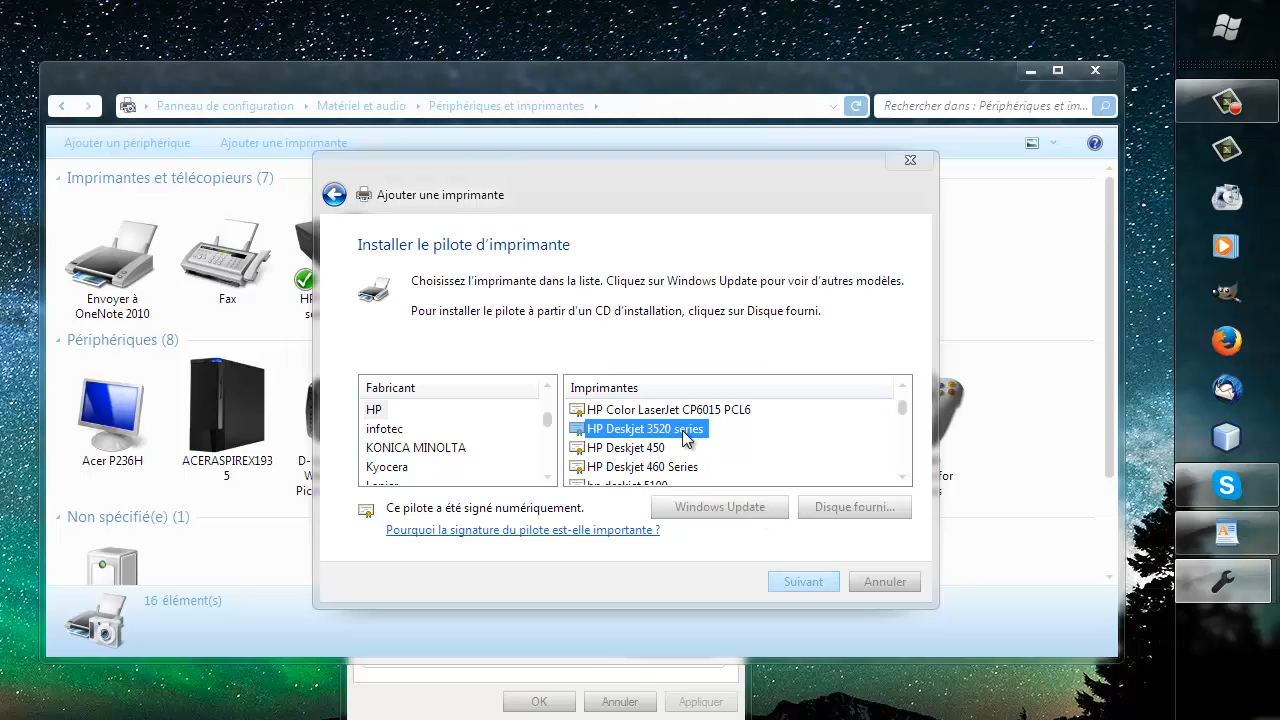 Panneau de configuration
Matériel et audio
Périphériques et imprimantes
Rechercher dans : Périphériques et im...
Ajouter un périphérique
Ajouter une imprimante
Imprimantes et télécopieurs (7)
Envoyer à
OneNote 2010
Fax
Périphériques (8)
Acer P236H
ACERASPIREX193
5
Non spécifié(e) (1)
16 élément(s)
Ajouter une imprimante
Installer le pilote d'imprimante
Choisissez l'imprimante dans la liste. Cliquez sur Windows Update pour voir d'autres modèles.
Pour installer le pilote à partir d'un CD d'installation, cliquez sur Disque fourni.
Fabricant
HP
infotec
KONICA MINOLTA
Kyocera
Imprimantes
HP Color LaserJet CP6015 PCL6
HP Deskjet 3520 series
HP Deskjet 450
HP Deskjet 460 Series
hp deskjet 5100
Ce pilote a été signé numériquement.
Pourquoi la signature du pilote est-elle importante ?
Windows Update
Disque fourni...
Suivant
Annuler
OK
Annuler
Appliquer